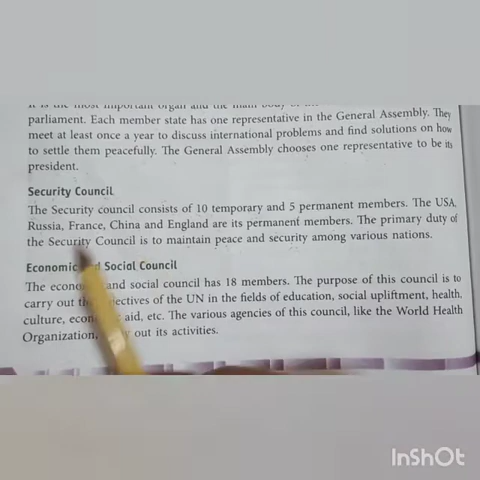 parliament. Each member state has one representative in the General Assembly. They
meet at least once a year to discuss international problems and find solutions on how
to settle them peacefully. The General Assembly chooses one representative to be its
president.
Security Council
The Security council consists of 10 temporary and 5 permanent members. The USA,
Russia, France, China and England are its permanent members. The primary duty of
the Security Council is to maintain peace and security among various nations.
Economic Social Council
The and social council has 18 members. The purpose of this council is to
carry out of the UN in the fields of education, social upliftment, health,
culture, aid, etc. The various agencies of this council, like the World Health
Organization, out its activities.
InShOt